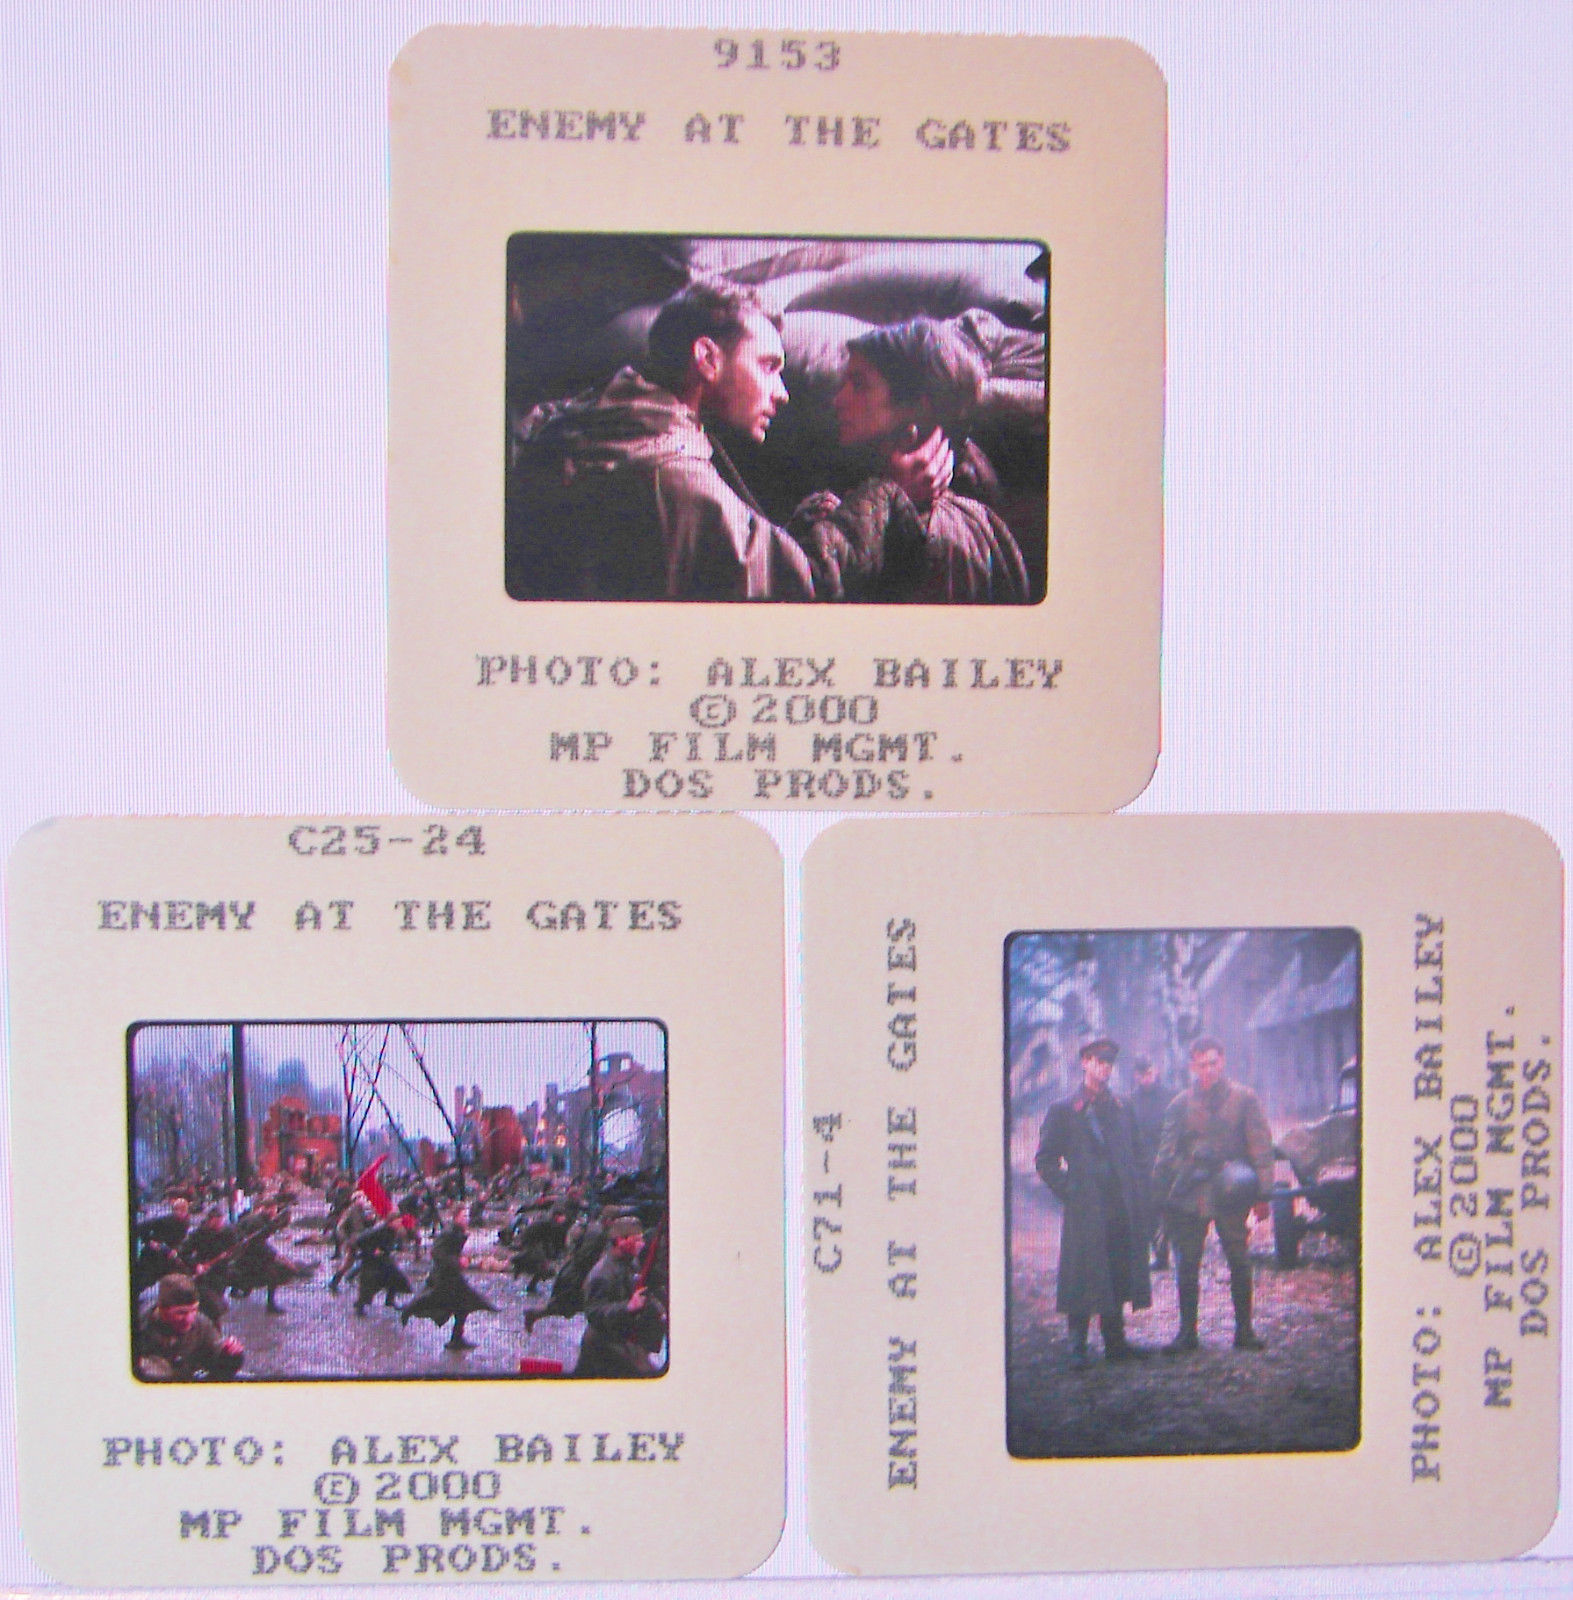 9153
ENEMY AT THE GATES
PHOTO: ALEX BAILEY
© 2000
MP FILM MGMT.
DOS PRODS.
C25-24
ENEMY AT THE GATES
PHOTO: ALEX BAILEY
© 2000
MP FILM MGMT.
DOS PRODS.
C71-4
ENEMY AT THE GATES
PHOTO: ALEX BAILEY
© 2000
MP FILM MGMT.
DOS PRODS.